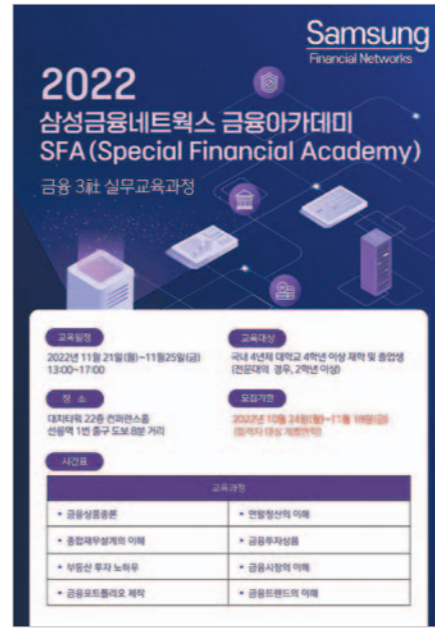 Samsung
Financial Networks
2022
삼성금융네트웍스 금융아카데미
SFA(Special Financial Academy)
금융 3社 실무교육과정
교육일정
2022년 11월 21일(월)~11월25일(금)
13:00~17:00
교육대상
국내 4년제 대학교 4학년 이상 재학 및 졸업생
(전문대의 경우, 2학년 이상)
장 소
대치타워 22층 컨퍼런스홀
선릉역 1번 출구 도보 8분 거리
모집기한
2022년 10월 24일(월)~11월 18일(금)
(합격자 대상 개별연락)
시간표
교육과정
• 금융상품총론
• 연말정산의 이해
• 종합재무설계의 이해
• 금융투자상품
• 부동산 투자 노하우
• 금융시장의 이해
• 금융포트폴리오 제작
• 금융트렌드의 이해